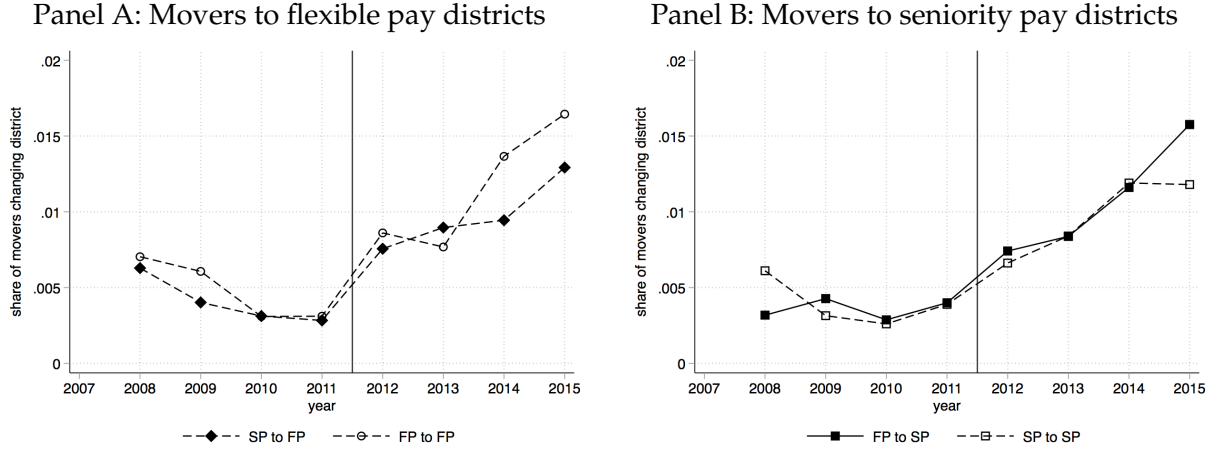 Panel A: Movers to flexible pay districts
share of movers changing district
.02
.015
.01
.005
0
2007 2008 2009 2010 2011 2012 2013 2014 2015
year
SP to FP FP to FP
Panel B: Movers to seniority pay districts
share of movers changing district
.02
.015
.01
.005
0
2007 2008 2009 2010 2011 2012 2013 2014 2015
year
FP to SP SP to SP